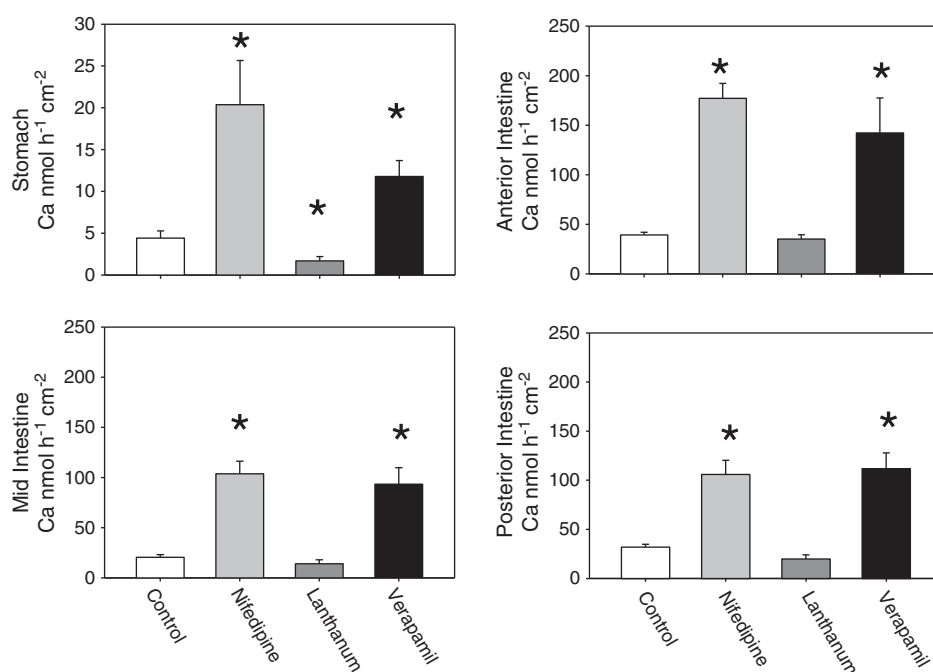 Stomach
Ca nmol h⁻¹ cm⁻²
30
25
20
15
10
5
0
*
*
*
Anterior Intestine
Ca nmol h⁻¹ cm⁻²
250
200
150
100
50
0
*
*
Mid Intestine
Ca nmol h⁻¹ cm⁻²
250
200
150
100
50
0
*
*
Control
Nifedipine
Lanthanum
Verapamil
Posterior Intestine
Ca nmol h⁻¹ cm⁻²
250
200
150
100
50
0
*
*
Control
Nifedipine
Lanthanum
Verapamil